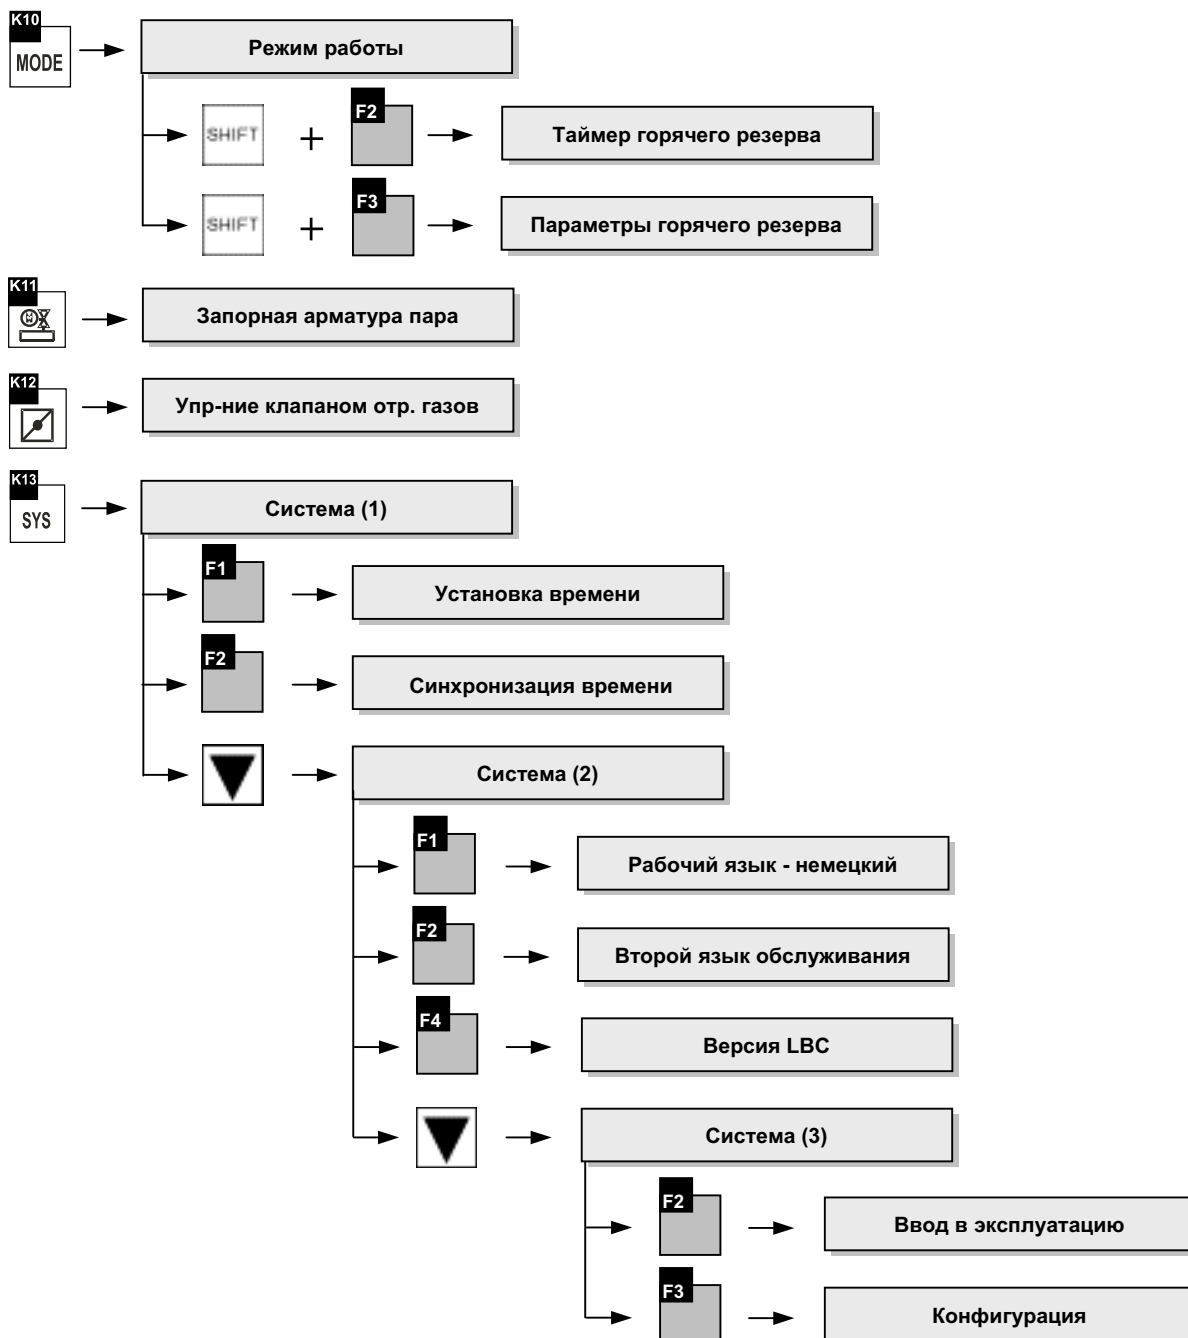 K10
MODE
Режим работы
SHIFT
+
F2
Таймер горячего резерва
SHIFT
+
F3
Параметры горячего резерва
K11
Запорная арматура пара
K12
Упр-ние клапаном отр. газов
K13
SYS
Система (1)
F1
Установка времени
F2
Синхронизация времени
Система (2)
F1
Рабочий язык - немецкий
F2
Второй язык обслуживания
F4
Версия LBC
Система (3)
F2
Ввод в эксплуатацию
F3
Конфигурация